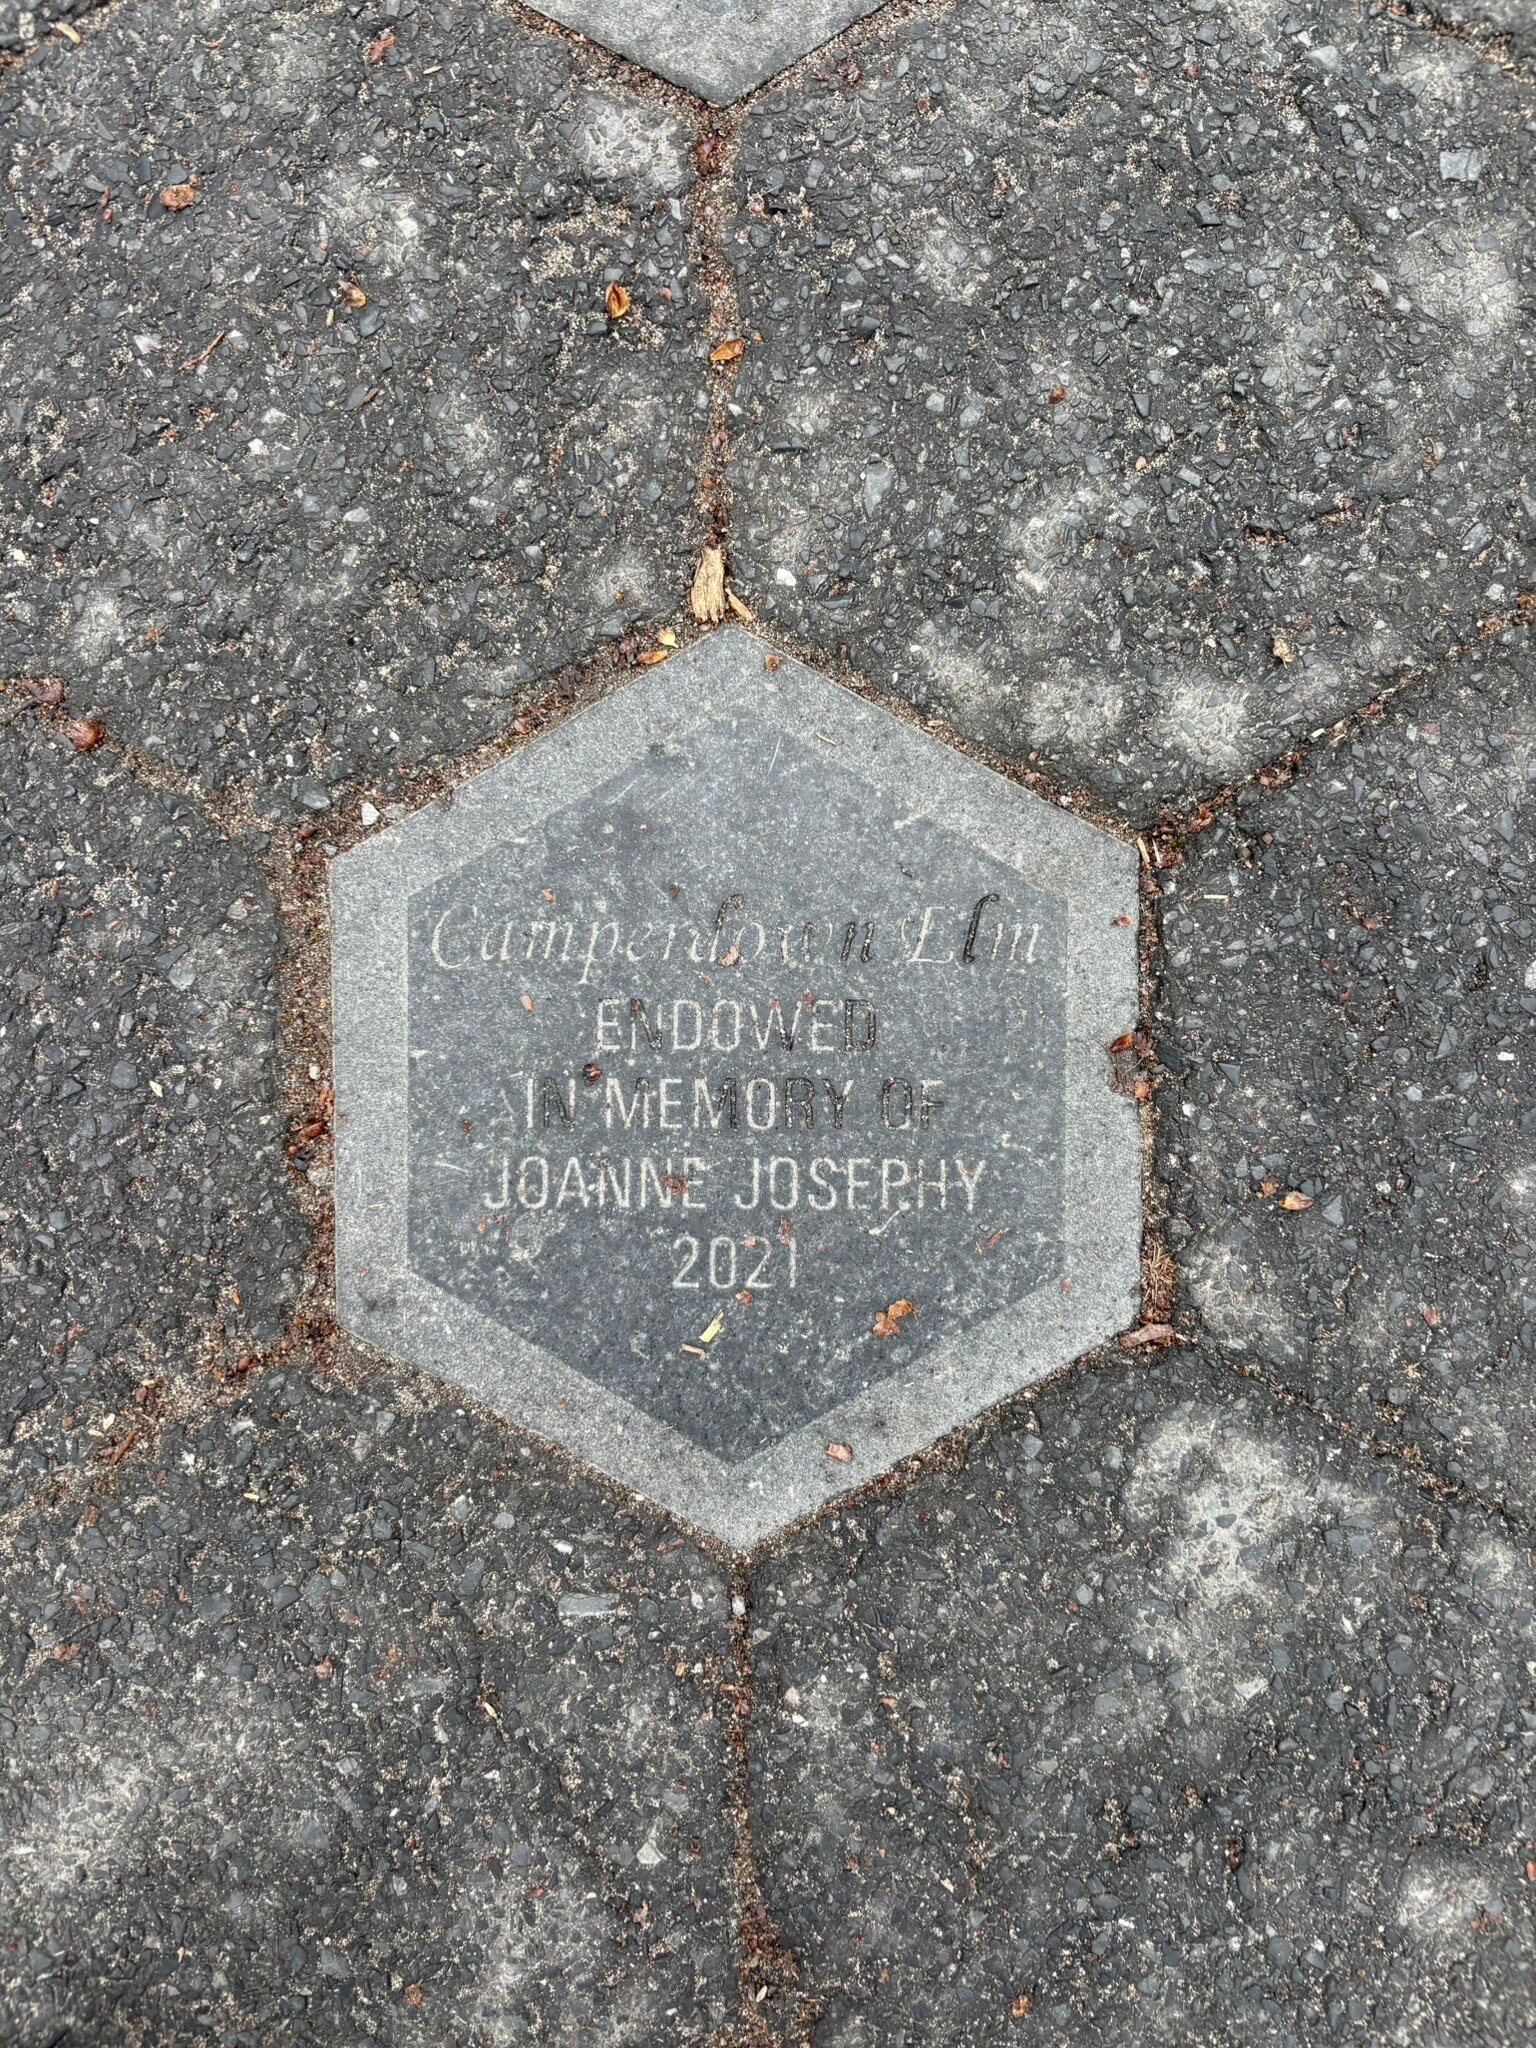 Camperdown Elm
ENDOWED
IN MEMORY OF
JOANNE JOSEPHY
2021